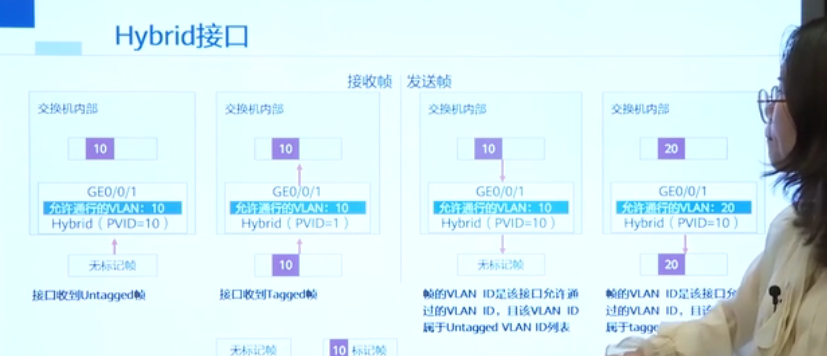 Hybrid接口
接收帧 发送帧
交换机内部
10
GE0/0/1
允许通行的VLAN：10
Hybrid（PVID=10）
无标记帧
接口收到Untagged帧
交换机内部
10
GE0/0/1
允许通行的VLAN：10
Hybrid（PVID=1）
10
接口收到Tagged帧
交换机内部
10
GE0/0/1
允许通行的VLAN：10
Hybrid（PVID=10）
无标记帧
帧的VLAN ID是该接口允许通
过的VLAN ID，且该VLAN ID
属于Untagged VLAN ID列表
交换机内部
20
GE0/0/1
允许通行的VLAN：20
Hybrid（PVID=10）
20
帧的VLAN ID是该接口允
过的VLAN ID，且该
属于tagge
无标记帧
10 标记帧